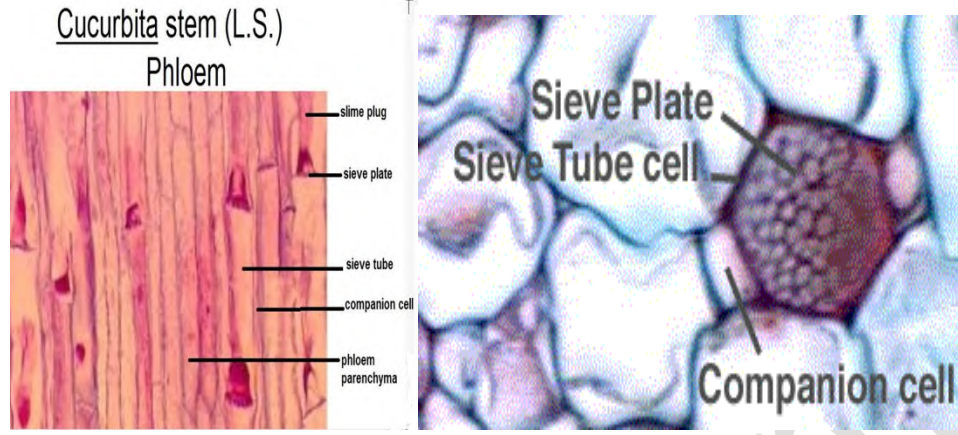 Cucurbita stem (L.S.)
Phloem
slime plug
sieve plate
sieve tube
companion cell
phloem
parenchyma
Sieve Plate
Sieve Tube cell
Companion cell